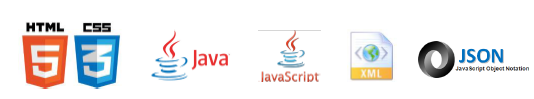 HTML
CSS
5
3
Java
JavaScript
XML
JSON
JavaScript Object Notation